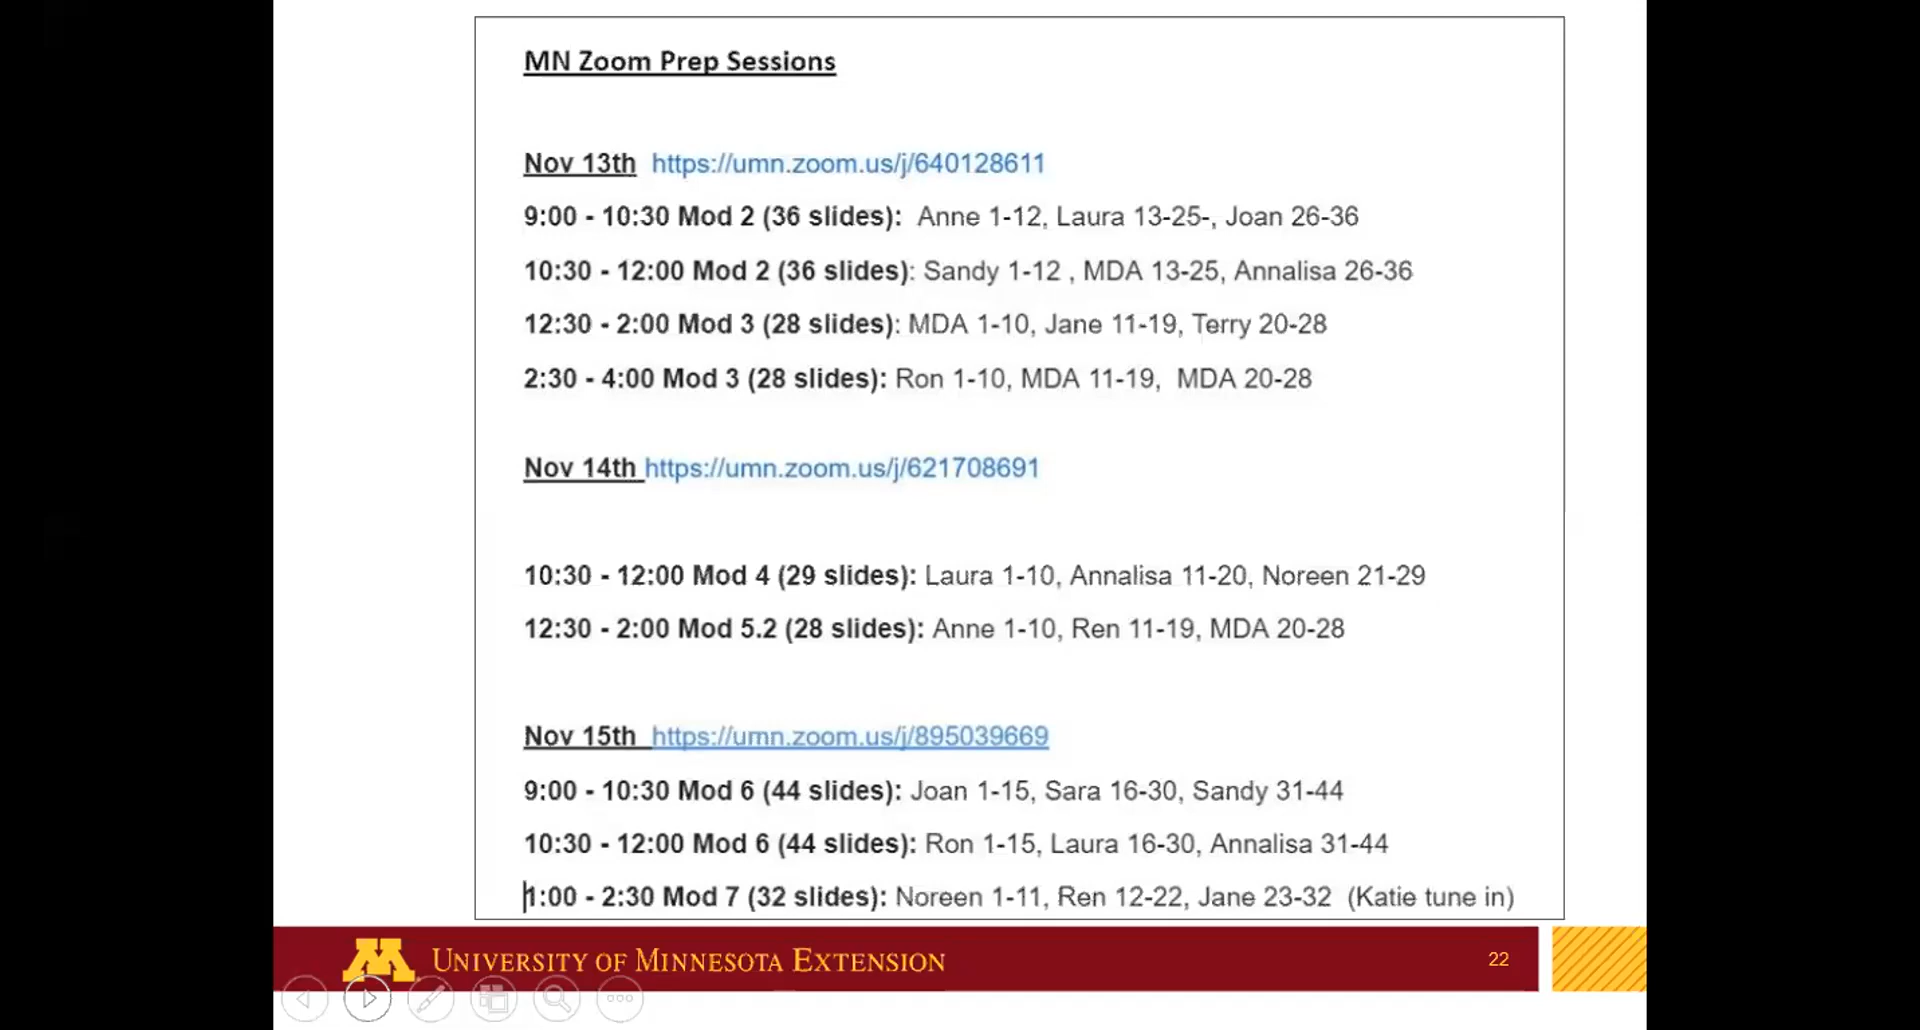 MN Zoom Prep Sessions
Nov 13th  https://umn.zoom.us/j/640128611
9:00 - 10:30 Mod 2 (36 slides):  Anne 1-12, Laura 13-25-, Joan 26-36
10:30 - 12:00 Mod 2 (36 slides): Sandy 1-12 , MDA 13-25, Annalisa 26-36
12:30 - 2:00 Mod 3 (28 slides): MDA 1-10, Jane 11-19, Terry 20-28
2:30 - 4:00 Mod 3 (28 slides): Ron 1-10, MDA 11-19,  MDA 20-28
Nov 14th https://umn.zoom.us/j/621708691
10:30 - 12:00 Mod 4 (29 slides): Laura 1-10, Annalisa 11-20, Noreen 21-29
12:30 - 2:00 Mod 5.2 (28 slides): Anne 1-10, Ren 11-19, MDA 20-28
Nov 15th  https://umn.zoom.us/j/895039669
9:00 - 10:30 Mod 6 (44 slides): Joan 1-15, Sara 16-30, Sandy 31-44
10:30 - 12:00 Mod 6 (44 slides): Ron 1-15, Laura 16-30, Annalisa 31-44
1:00 - 2:30 Mod 7 (32 slides): Noreen 1-11, Ren 12-22, Jane 23-32  (Katie tune in)
M UNIVERSITY OF MINNESOTA EXTENSION
22